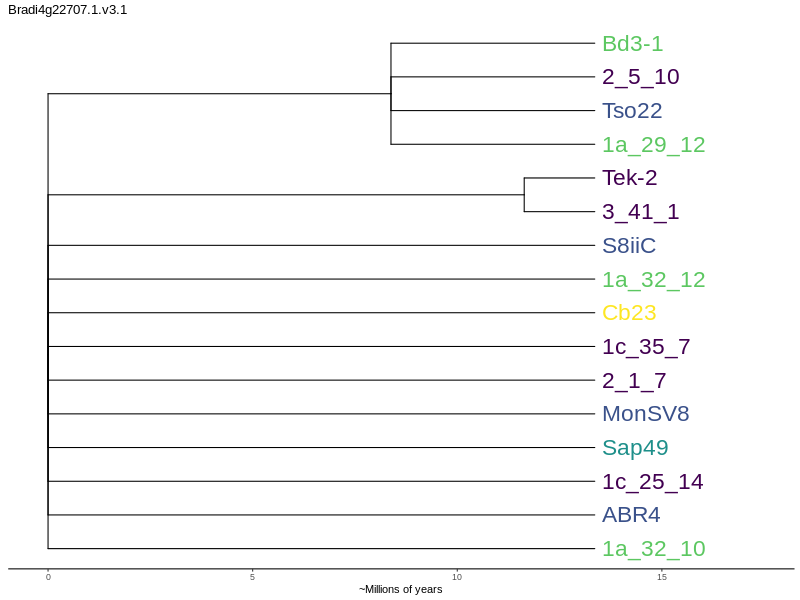 Bradi4g22707.1.v3.1
Bd3-1
2_5_10
Tso22
1a_29_12
Tek-2
3_41_1
S8iiC
1a_32_12
Cb23
1c_35_7
2_1_7
MonSV8
Sap49
1c_25_14
ABR4
1a_32_10
0 5 10 15
~Millions of years